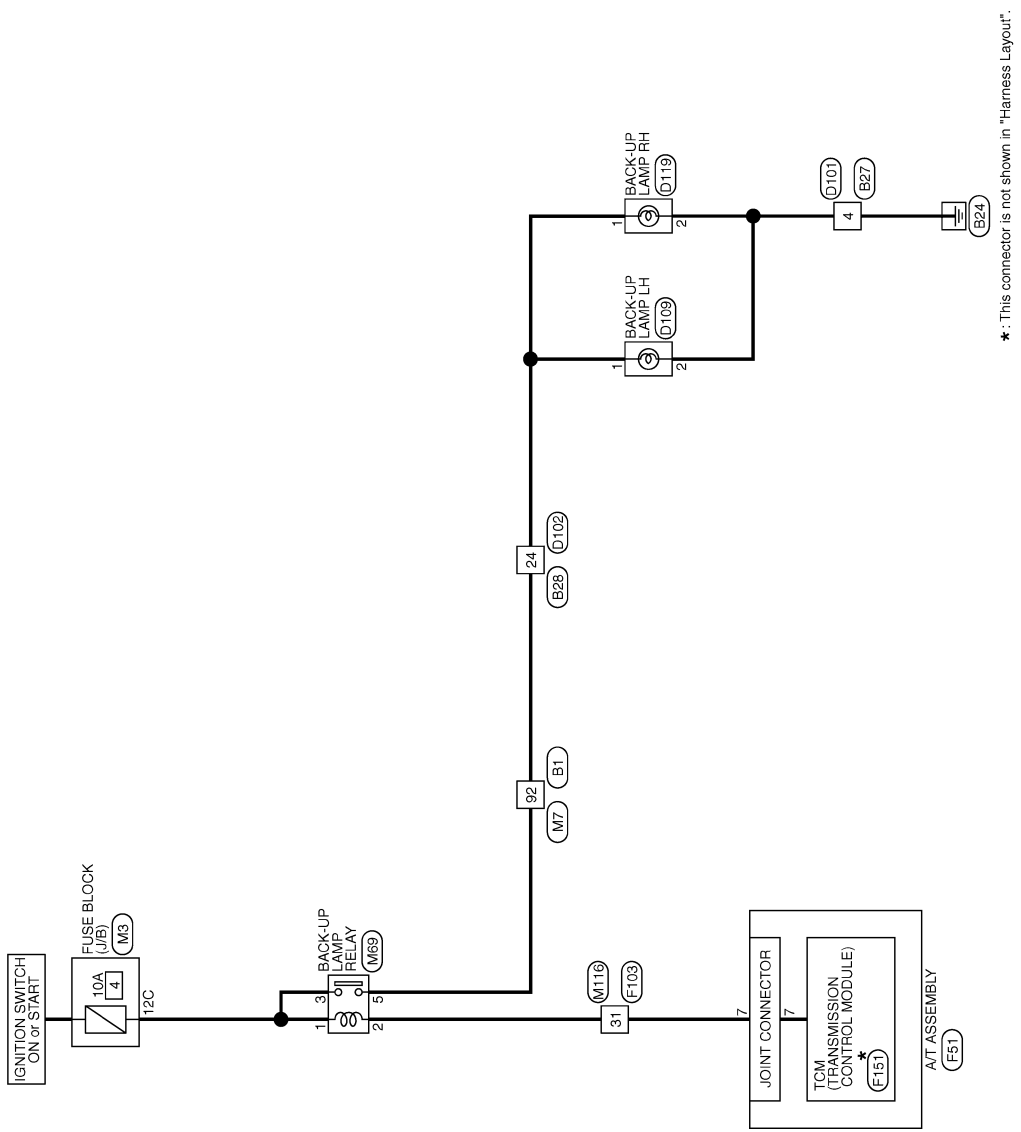 IGNITION SWITCH
ON or START
FUSE BLOCK
(J/B)
M3
10A
4
12C
BACK-UP
LAMP
RELAY
M69
1
3
2
5
M116
31
F103
7
JOINT CONNECTOR
7
TCM
(TRANSMISSION
CONTROL MODULE)
*
F151
A/T ASSEMBLY
F51
92
M7
B1
24
B28
D102
BACK-UP
LAMP LH
D109
1
2
BACK-UP
LAMP RH
D119
1
2
D101
4
B27
B24
* : This connector is not shown in "Harness Layout".